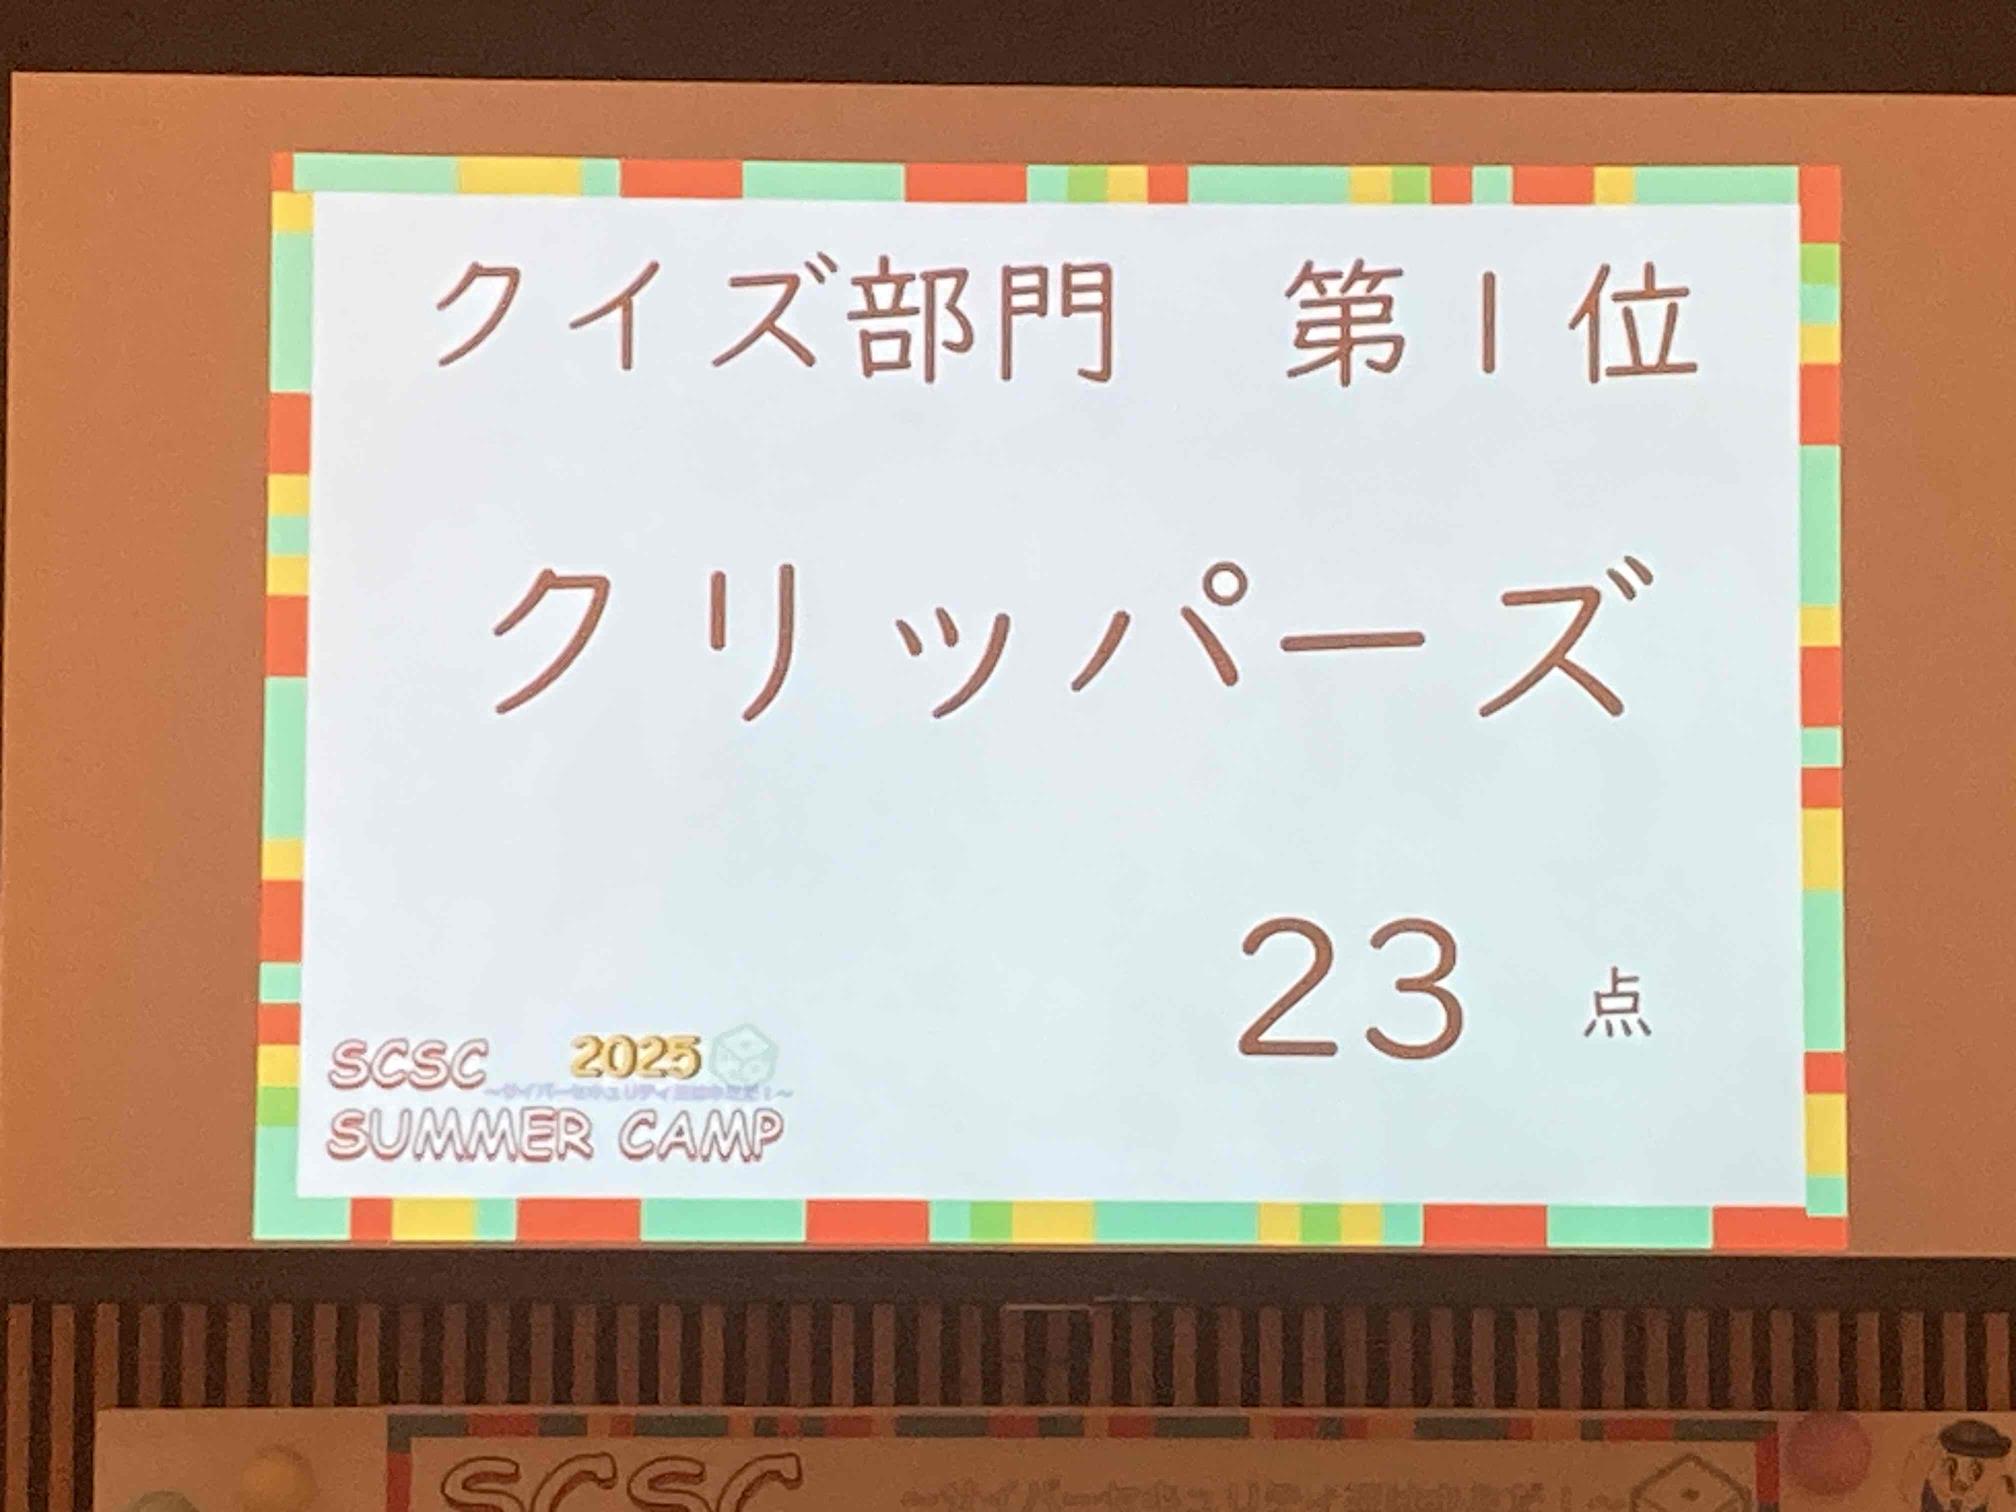 クイズ部門　第1位
クリッパーズ
23 点
SCSC 2025
SUMMER CAMP
SCSC